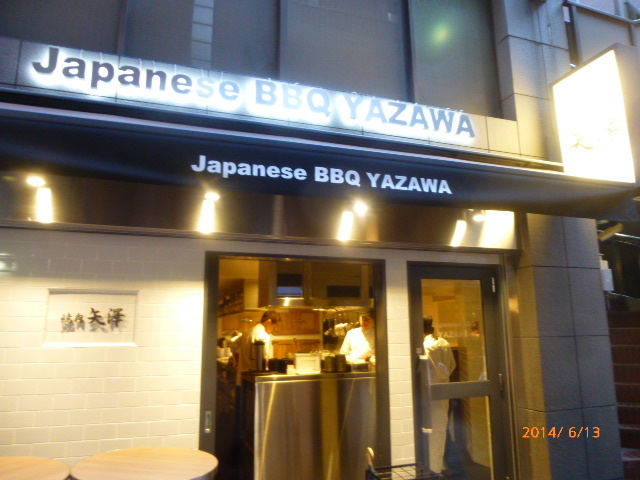 Japanese BBQ YAZAWA
Japanese BBQ YAZAWA
焼肉矢澤
2014/ 6/13